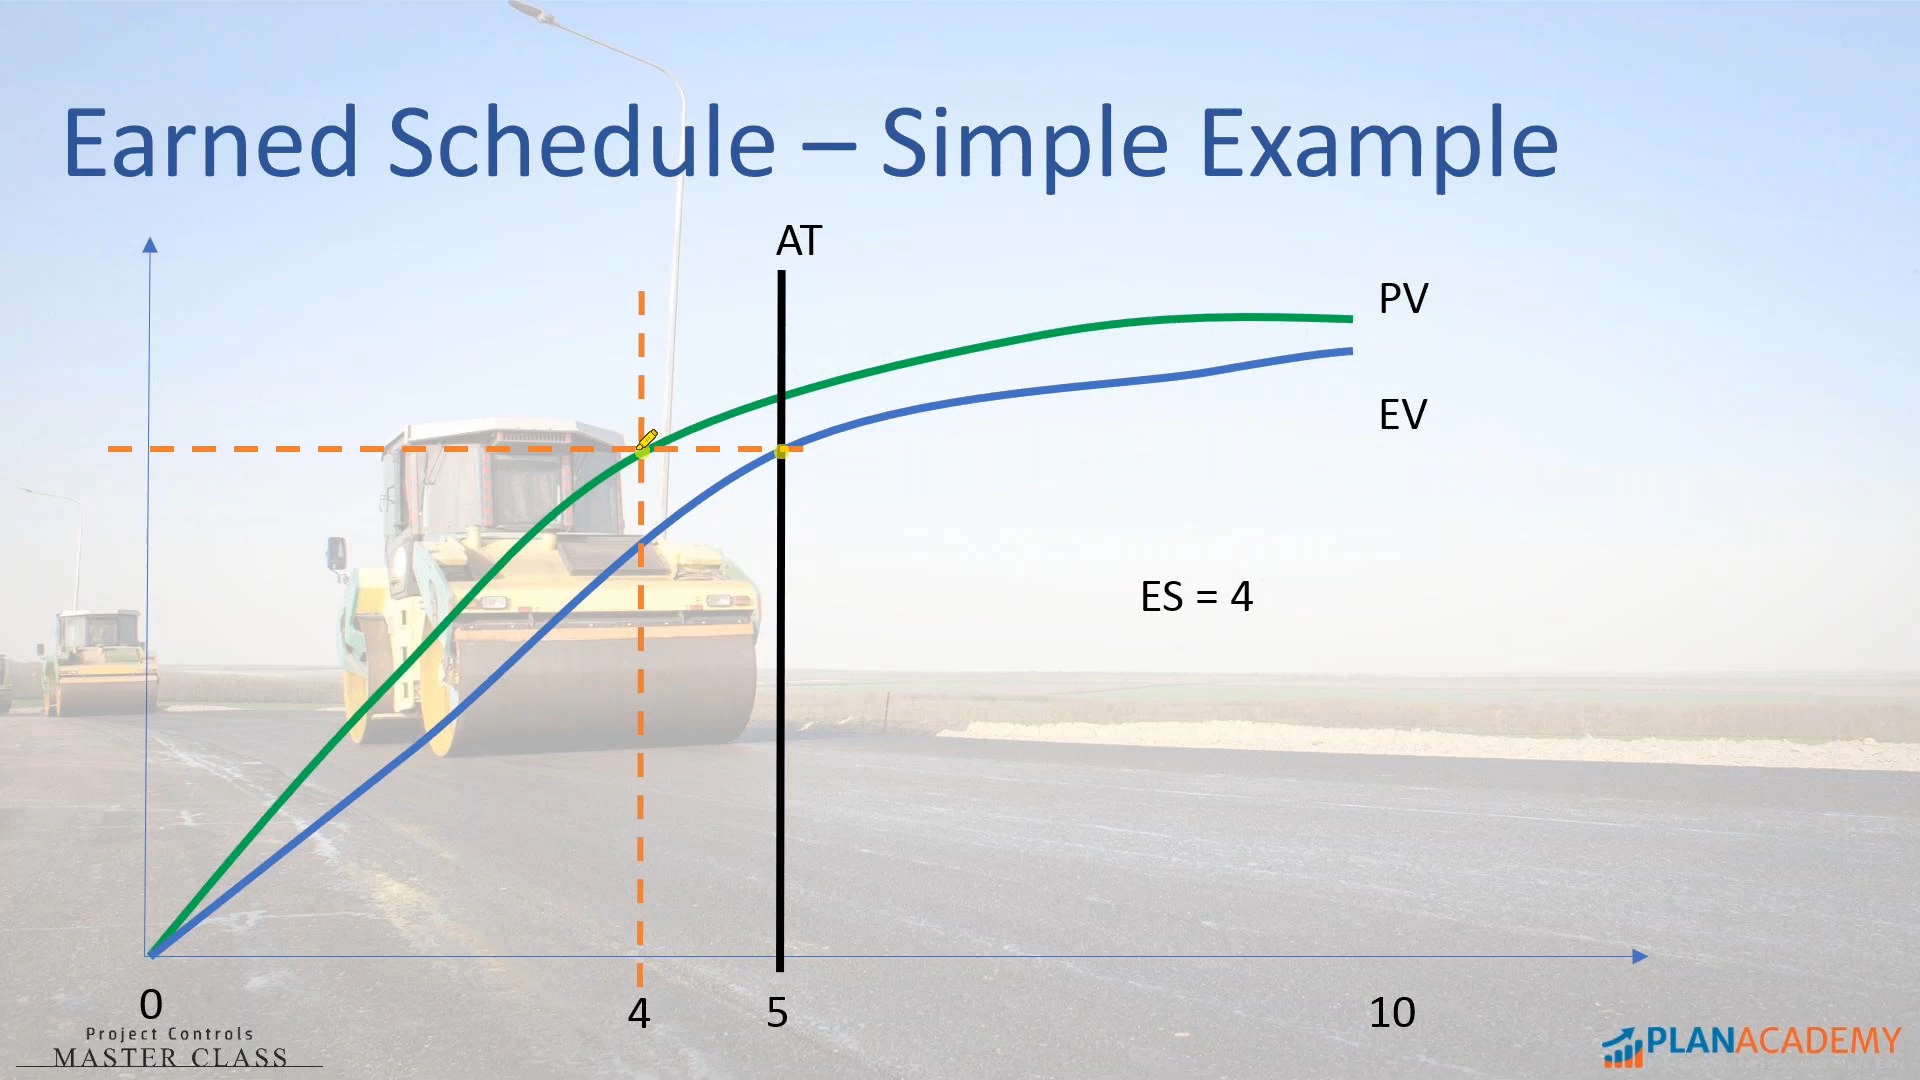 Earned Schedule – Simple Example
AT
PV
EV
ES = 4
0
4
5
10
Project Controls
MASTER CLASS
PLANACADEMY